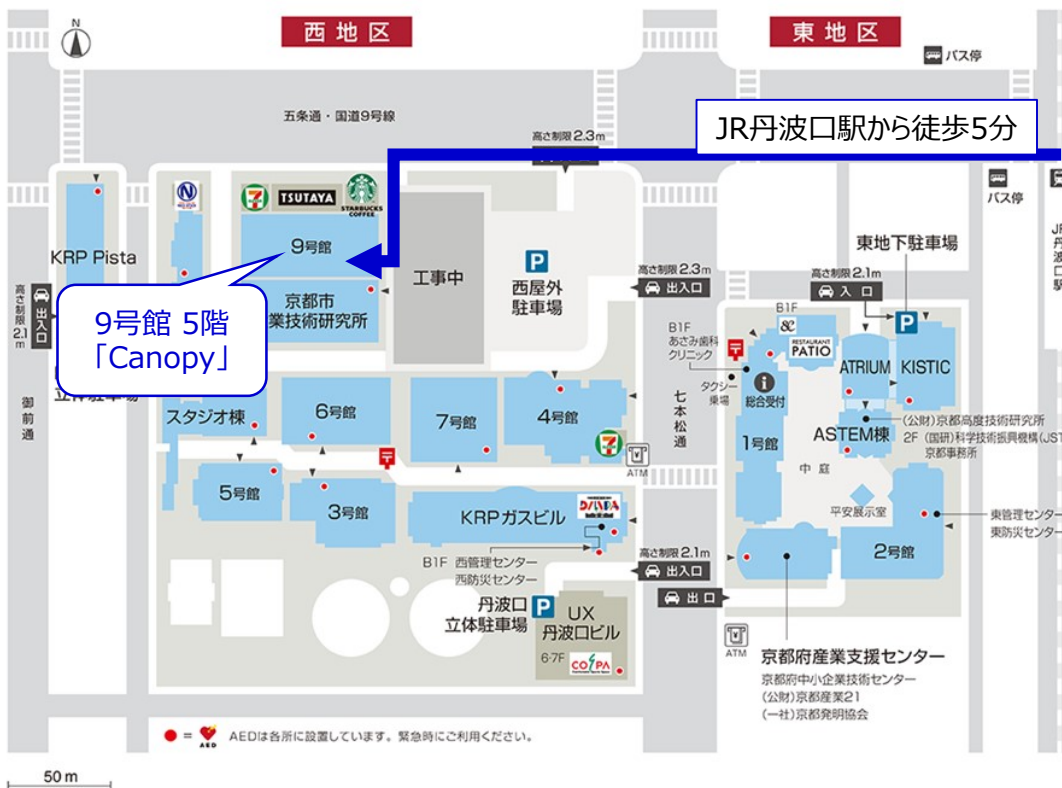 N
西地区
東地区
バス停
五条通・国道9号線
JR丹波口駅から徒歩5分
高さ制限2.3m
バス停
TSUTAYA
STARBUCKS
COFFEE
KRP Pista
9号館
工事中
P
西屋外
駐車場
東地下駐車場
JR丹波口駅
高さ制限2.3m
出入口
高さ制限2.1m
入口
高さ制限2.1m
出入口
京都市
業技術研究所
9号館 5階
「Canopy」
立体駐車場
B1F
あさみ歯科
クリニック
B1F
RESTAURANT
PATIO
P
ATRIUM
KISTIC
タクシー
乗場
総合受付
御前通
スタジオ棟
6号館
7号館
4号館
七本松通
1号館
ASTEM棟
(公財)京都高度技術研究所
2F (国研)科学技術振興機構(JST
京都事務所
ATM
中庭
5号館
3号館
KRPガスビル
平安展示室
2号館
東管理センター
東防災センター
B1F 西管理センター
西防災センター
高さ制限2.1m
出入口
出口
丹波口
立体駐車場
P
UX
丹波口ビル
6・7F
COSPA
ATM
京都府産業支援センター
京都府中小企業技術センター
(公財)京都産業21
(一社)京都発明協会
● = AED AEDは各所に設置しています。緊急時にご利用ください。
50 m